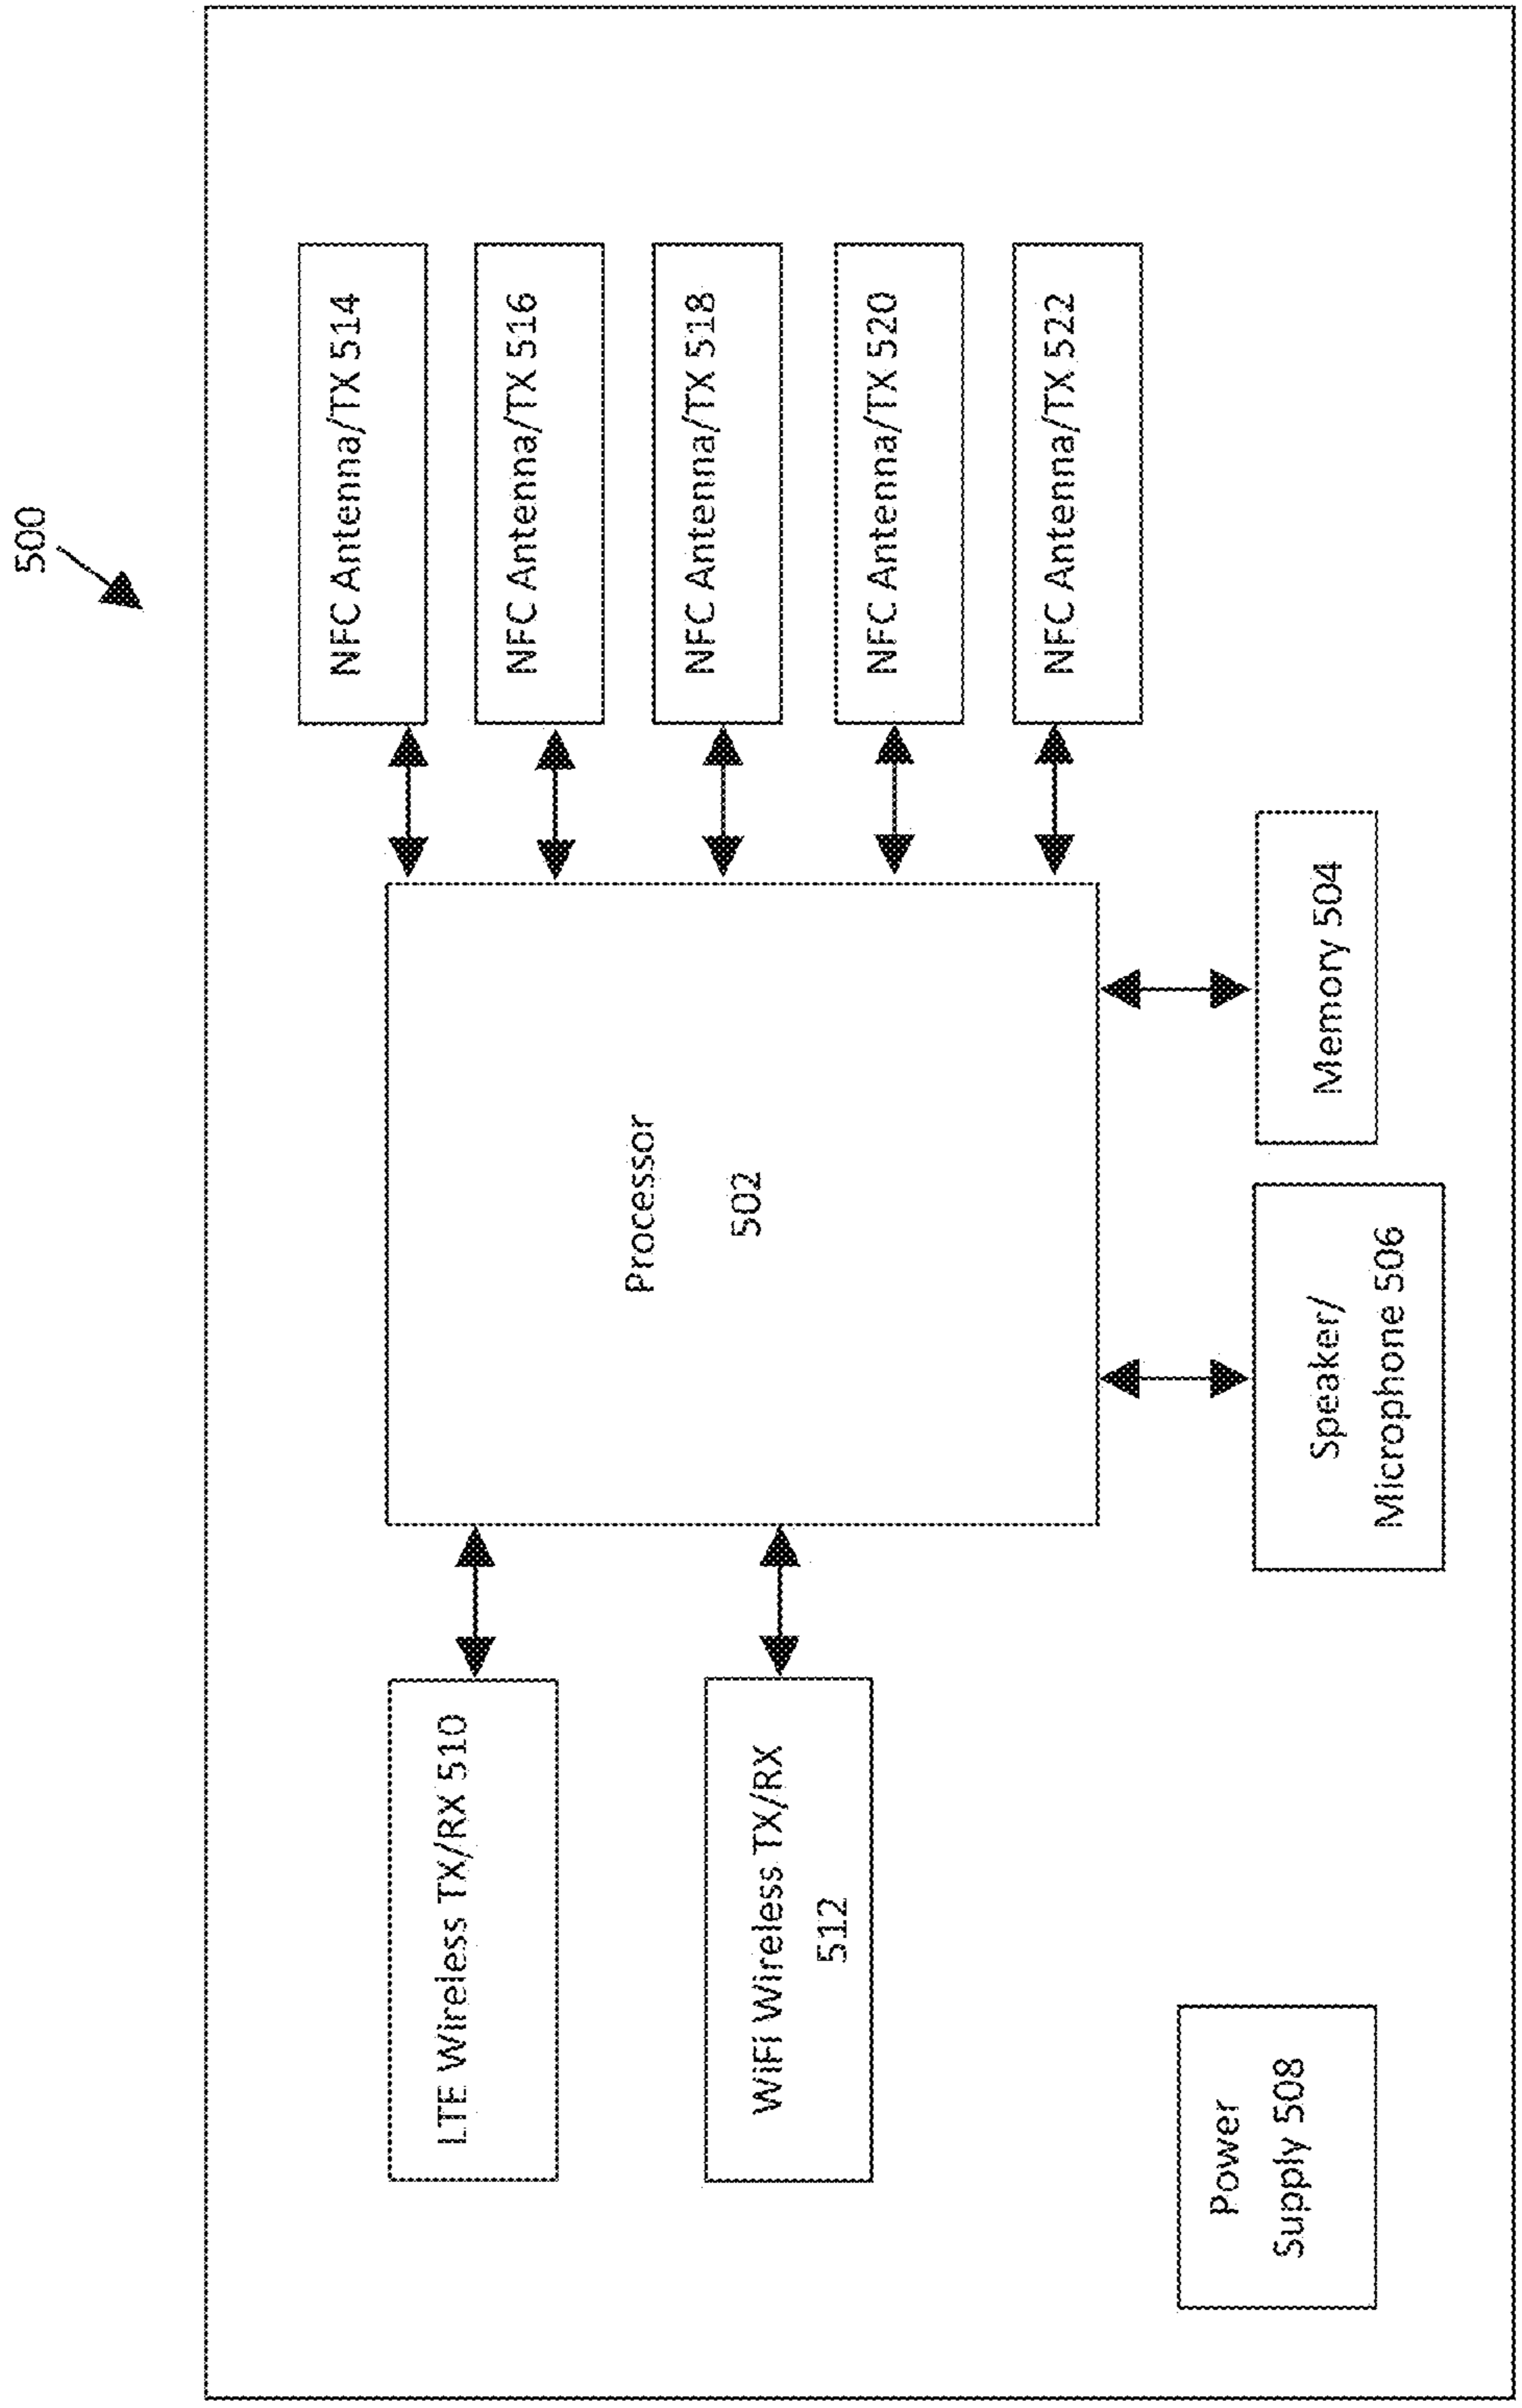 500
LTE Wireless TX/RX 510
WiFi Wireless TX/RX
512
Power
Supply 508
Processor
502
Speaker/
Microphone 506
Memory 504
NFC Antenna/TX 514
NFC Antenna/TX 516
NFC Antenna/TX 518
NFC Antenna/TX 520
NFC Antenna/TX 522